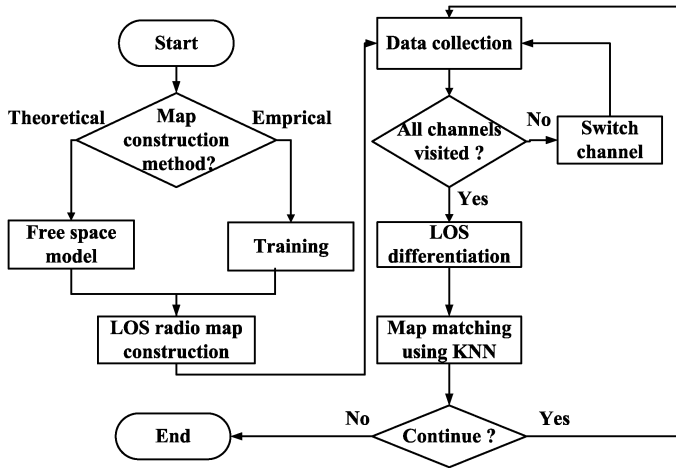 Start
Theoretical
Map
construction
method?
Emprical
Free space
model
Training
LOS radio map
construction
Data collection
All channels
visited ?
No
Switch
channel
Yes
LOS
differentiation
Map matching
using KNN
Continue ?
No
Yes
End